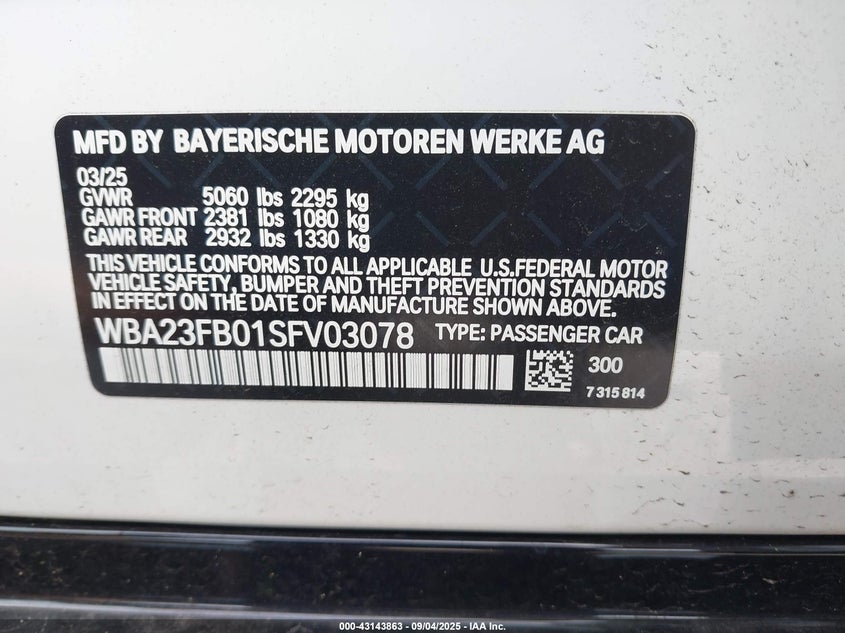 MFD BY BAYERISCHE MOTOREN WERKE AG
03/25
GVWR 5060 lbs 2295 kg
GAWR FRONT 2381 lbs 1080 kg
GAWR REAR 2932 lbs 1330 kg
THIS VEHICLE CONFORMS TO ALL APPLICABLE U.S.FEDERAL MOTOR
VEHICLE SAFETY, BUMPER AND THEFT PREVENTION STANDARDS
IN EFFECT ON THE DATE OF MANUFACTURE SHOWN ABOVE.
WBA23FB01SFV03078 TYPE: PASSENGER CAR
300
7 315 814
000-43143863 - 09/04/2025 - IAA Inc.